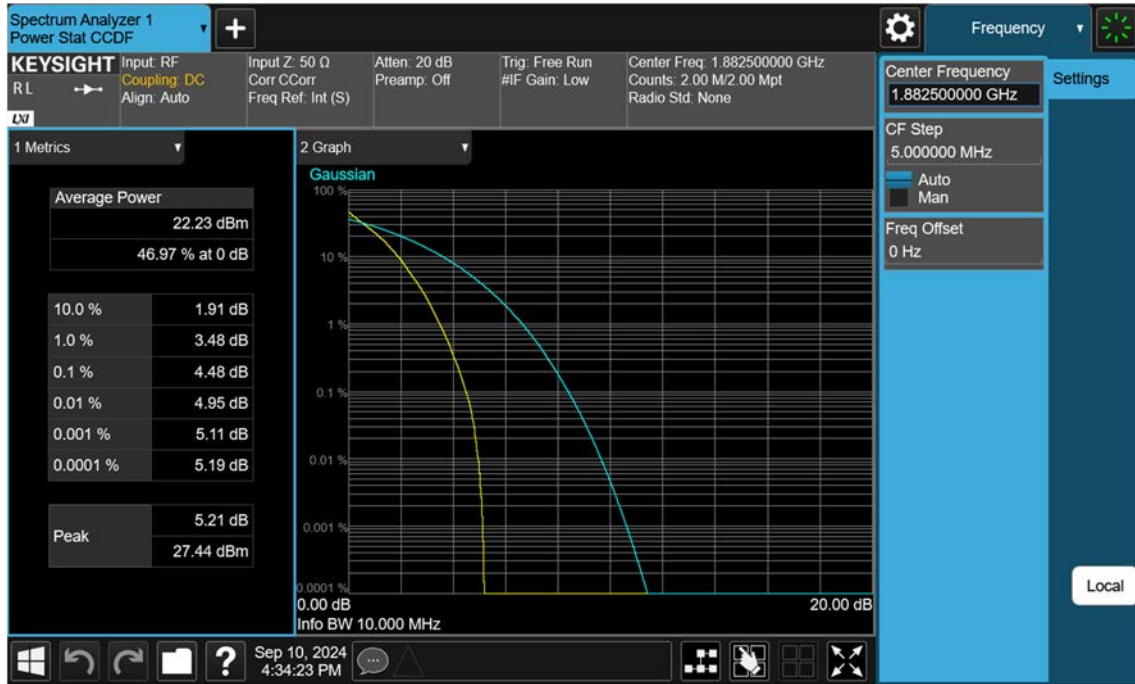 Spectrum Analyzer 1
Power Stat CCDF
Frequency
KEYSIGHT
R L
LXI
Input: RF
Coupling: DC
Align: Auto
Input Z: 50 Ω
Corr CCorr
Freq Ref: Int (S)
Atten: 20 dB
Preamp: Off
Trig: Free Run
#IF Gain: Low
Center Freq: 1.882500000 GHz
Counts: 2.00 M/2.00 Mpt
Radio Std: None
Center Frequency
1.882500000 GHz
Settings
CF Step
5.000000 MHz
Auto
Man
Freq Offset
0 Hz
1 Metrics
Average Power
22.23 dBm
46.97 % at 0 dB
10.0 % 1.91 dB
1.0 % 3.48 dB
0.1 % 4.48 dB
0.01 % 4.95 dB
0.001 % 5.11 dB
0.0001 % 5.19 dB
Peak
5.21 dB
27.44 dBm
2 Graph
Gaussian
100 %
10 %
1 %
0.1 %
0.01 %
0.001 %
0.0001 %
0.00 dB 20.00 dB
Info BW 10.000 MHz
Local
?
Sep 10, 2024
4:34:23 PM